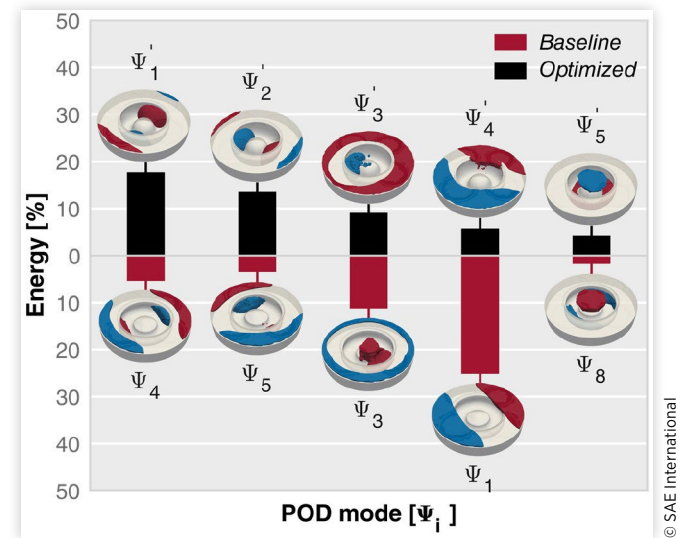 50
40
30
20
10
0
10
20
30
40
50
Energy [%]
Baseline
Optimized
Ψ'1
Ψ'2
Ψ'3
Ψ'4
Ψ'5
Ψ4
Ψ5
Ψ3
Ψ1
Ψ8
POD mode [Ψi ]
© SAE International